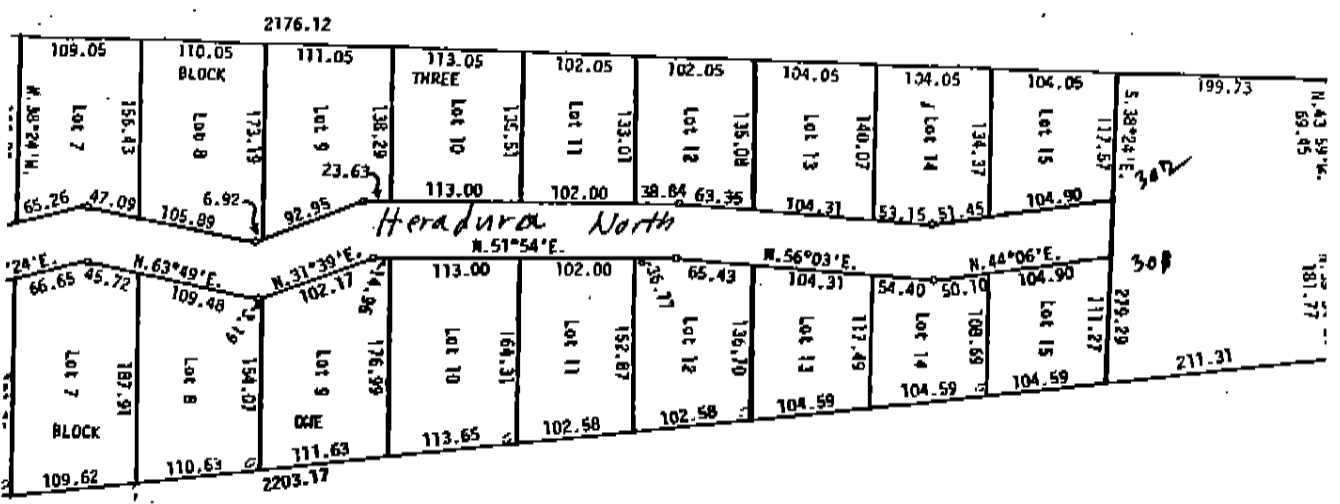 2176.12
109.05 110.05 111.05 113.05 102.05 102.05 104.05 104.05 104.05 199.73
BLOCK THREE
N.38°24'W. Lot 7 156.43 Lot 8 173.19 Lot 9 138.29 Lot 10 135.51 Lot 11 133.01 Lot 12 135.08 Lot 13 140.07 Lot 14 134.37 Lot 15 117.57 S.38°24'E. N.43°59'W. 69.45
65.26 47.09 105.89 6.92 92.95 23.63 113.00 102.00 38.84 63.35 104.31 53.15 51.45 104.90 307
Heradura North
24'E. N.63°49'E. N.31°39'E. N.51°54'E. N.56°03'E. N.44°06'E. 308
66.65 45.72 109.48 102.17 14.96 113.00 102.00 36.77 65.43 104.31 54.40 50.10 104.90
Lot 7 187.91 Lot 8 154.07 Lot 9 176.99 Lot 10 164.31 Lot 11 152.87 Lot 12 136.70 Lot 13 117.49 Lot 14 108.69 Lot 15 111.27 279.29 181.77
BLOCK ONE
109.62 110.63 111.63 113.65 102.58 102.58 104.59 104.59 104.59 211.31
2203.17